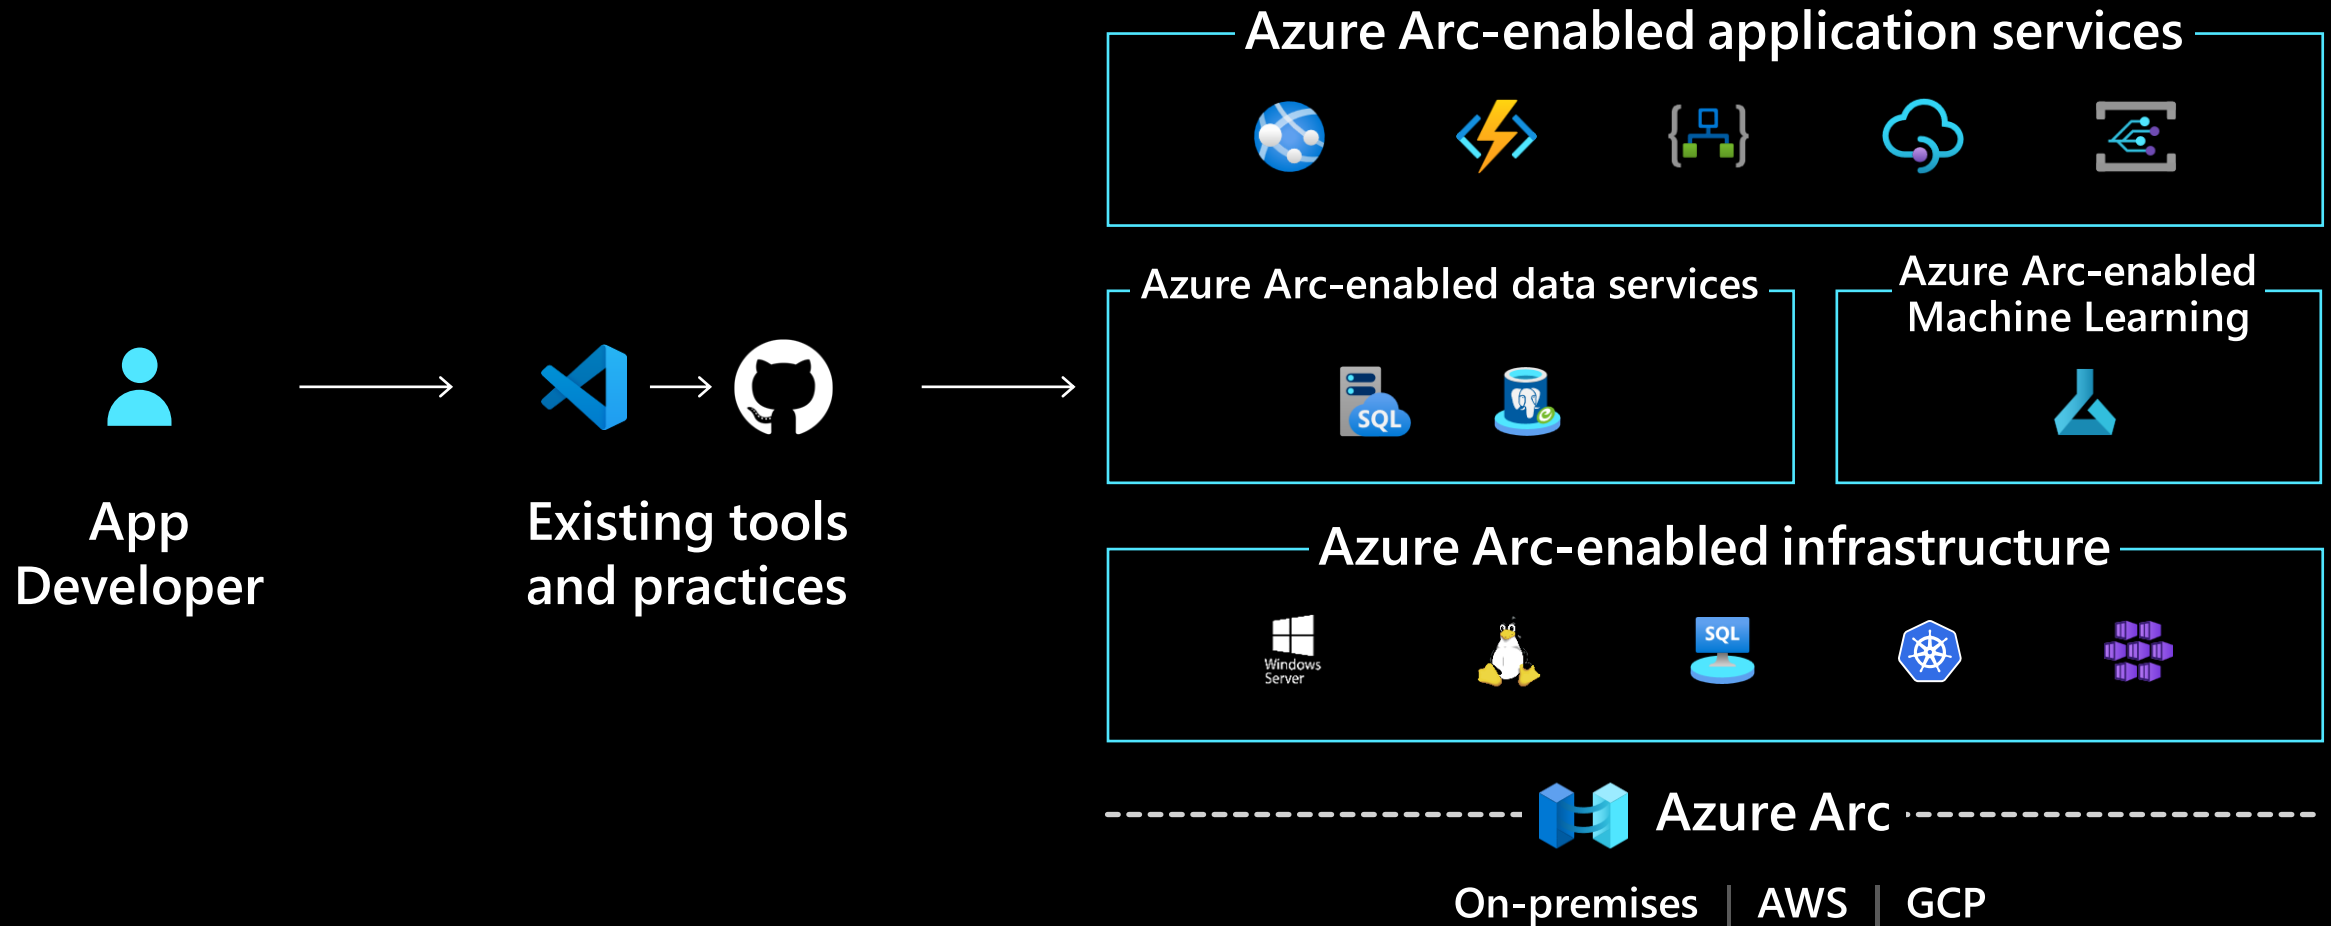 Azure Arc-enabled application services
Azure Arc-enabled data services
Azure Arc-enabled
Machine Learning
SQL
App
Developer
Existing tools
and practices
Azure Arc-enabled infrastructure
Windows
Server
SQL
Azure Arc
On-premises | AWS | GCP